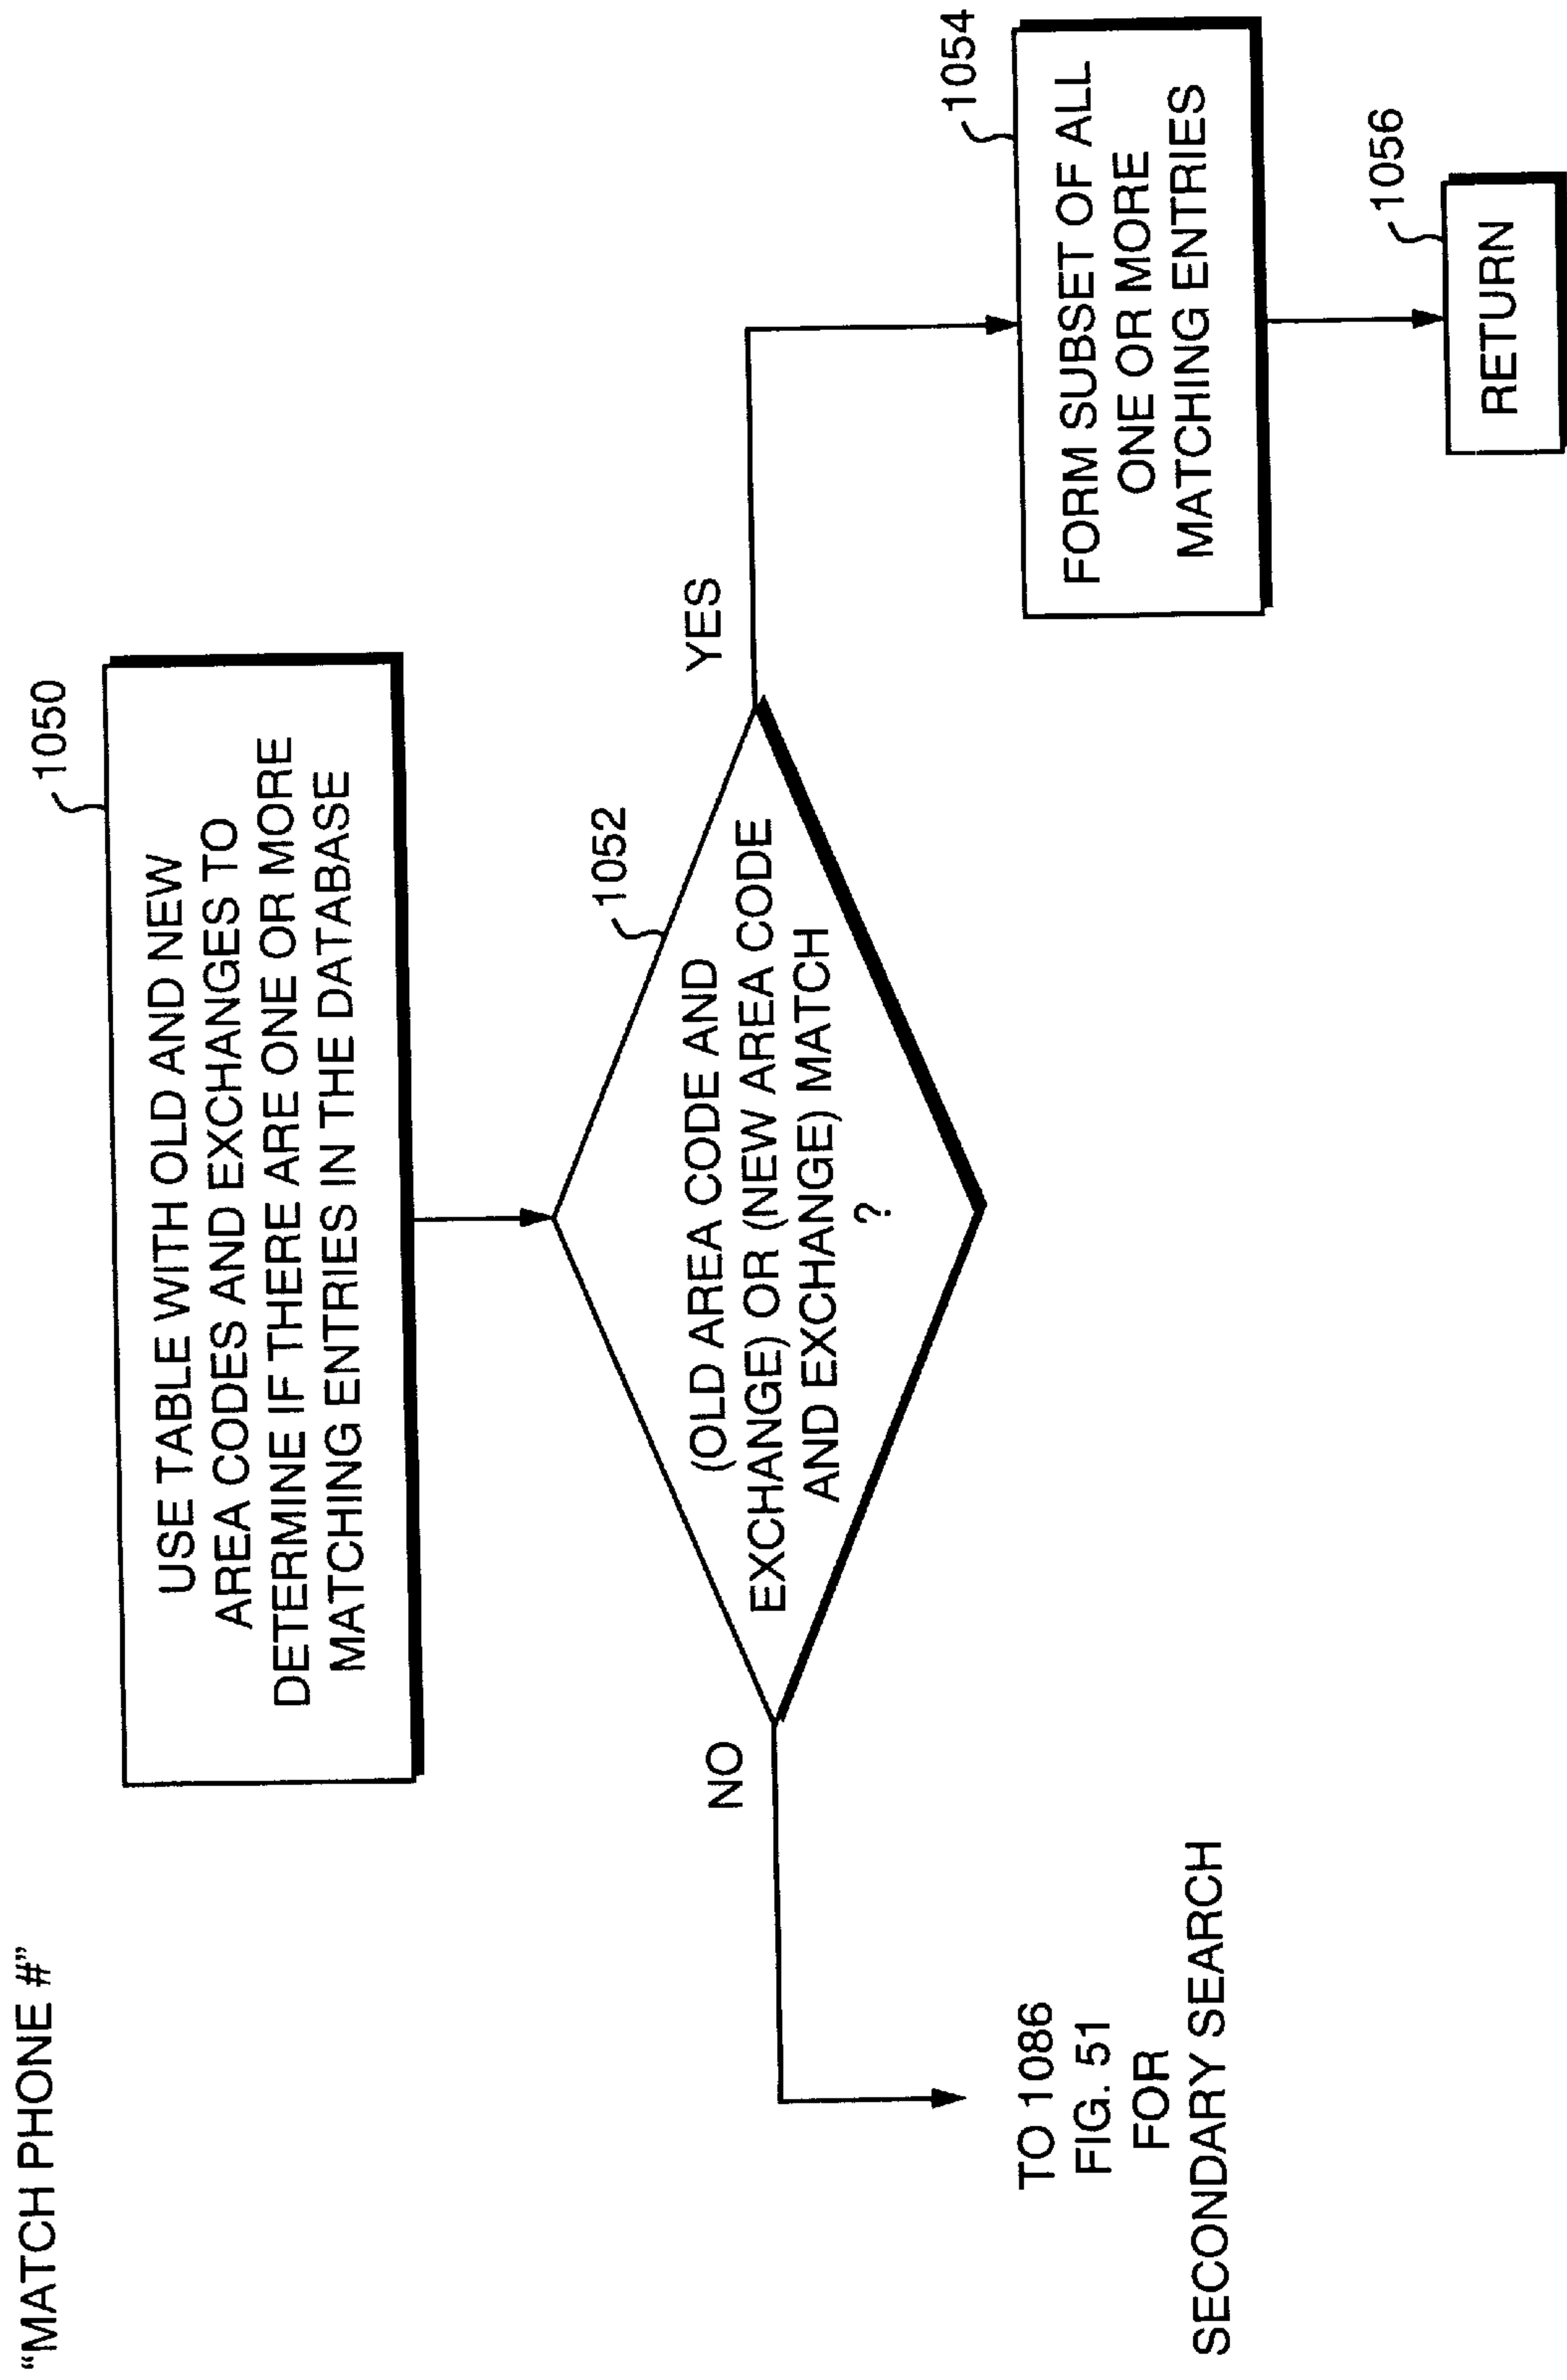 "MATCH PHONE #"
1050
USE TABLE WITH OLD AND NEW
AREA CODES AND EXCHANGES TO
DETERMINE IF THERE ARE ONE OR MORE
MATCHING ENTRIES IN THE DATABASE
1052
(OLD AREA CODE AND
EXCHANGE) OR (NEW AREA CODE
AND EXCHANGE) MATCH
?
NO
YES
TO 1086
FIG. 51
FOR
SECONDARY SEARCH
1054
FORM SUBSET OF ALL
ONE OR MORE
MATCHING ENTRIES
1056
RETURN